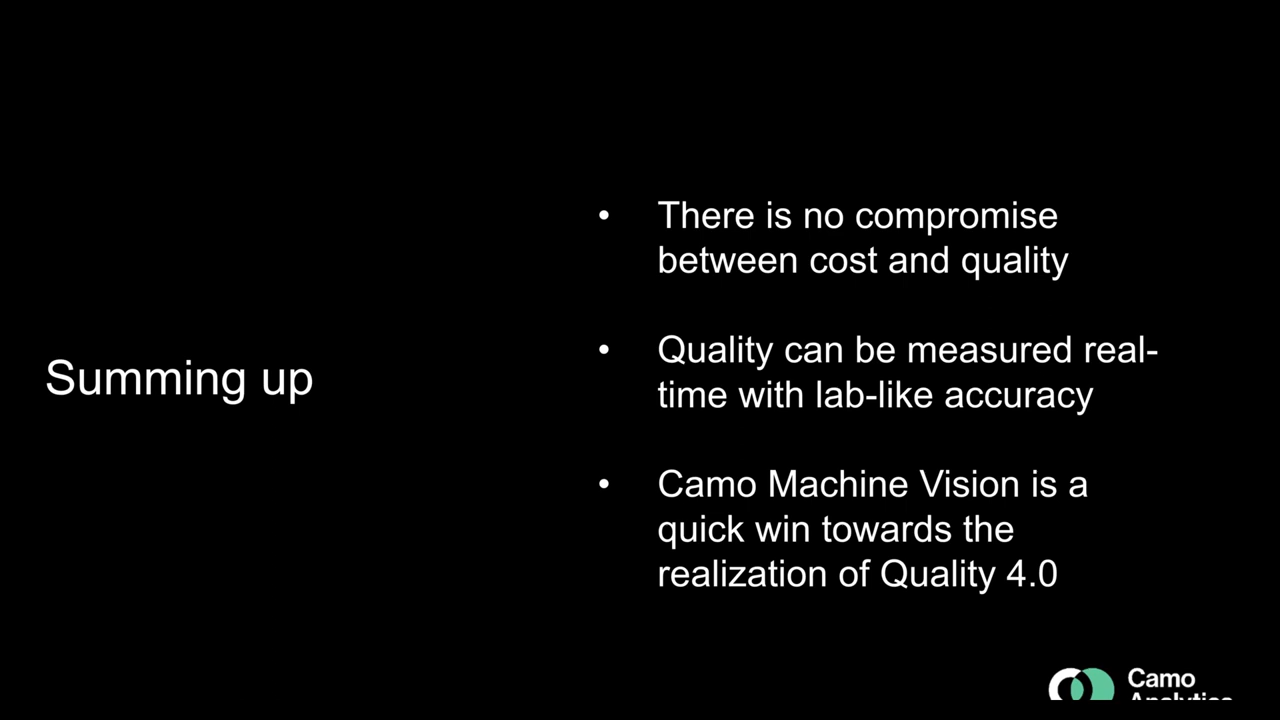 Summing up
• There is no compromise
between cost and quality
• Quality can be measured real-
time with lab-like accuracy
• Camo Machine Vision is a
quick win towards the
realization of Quality 4.0
Camo
Analytics